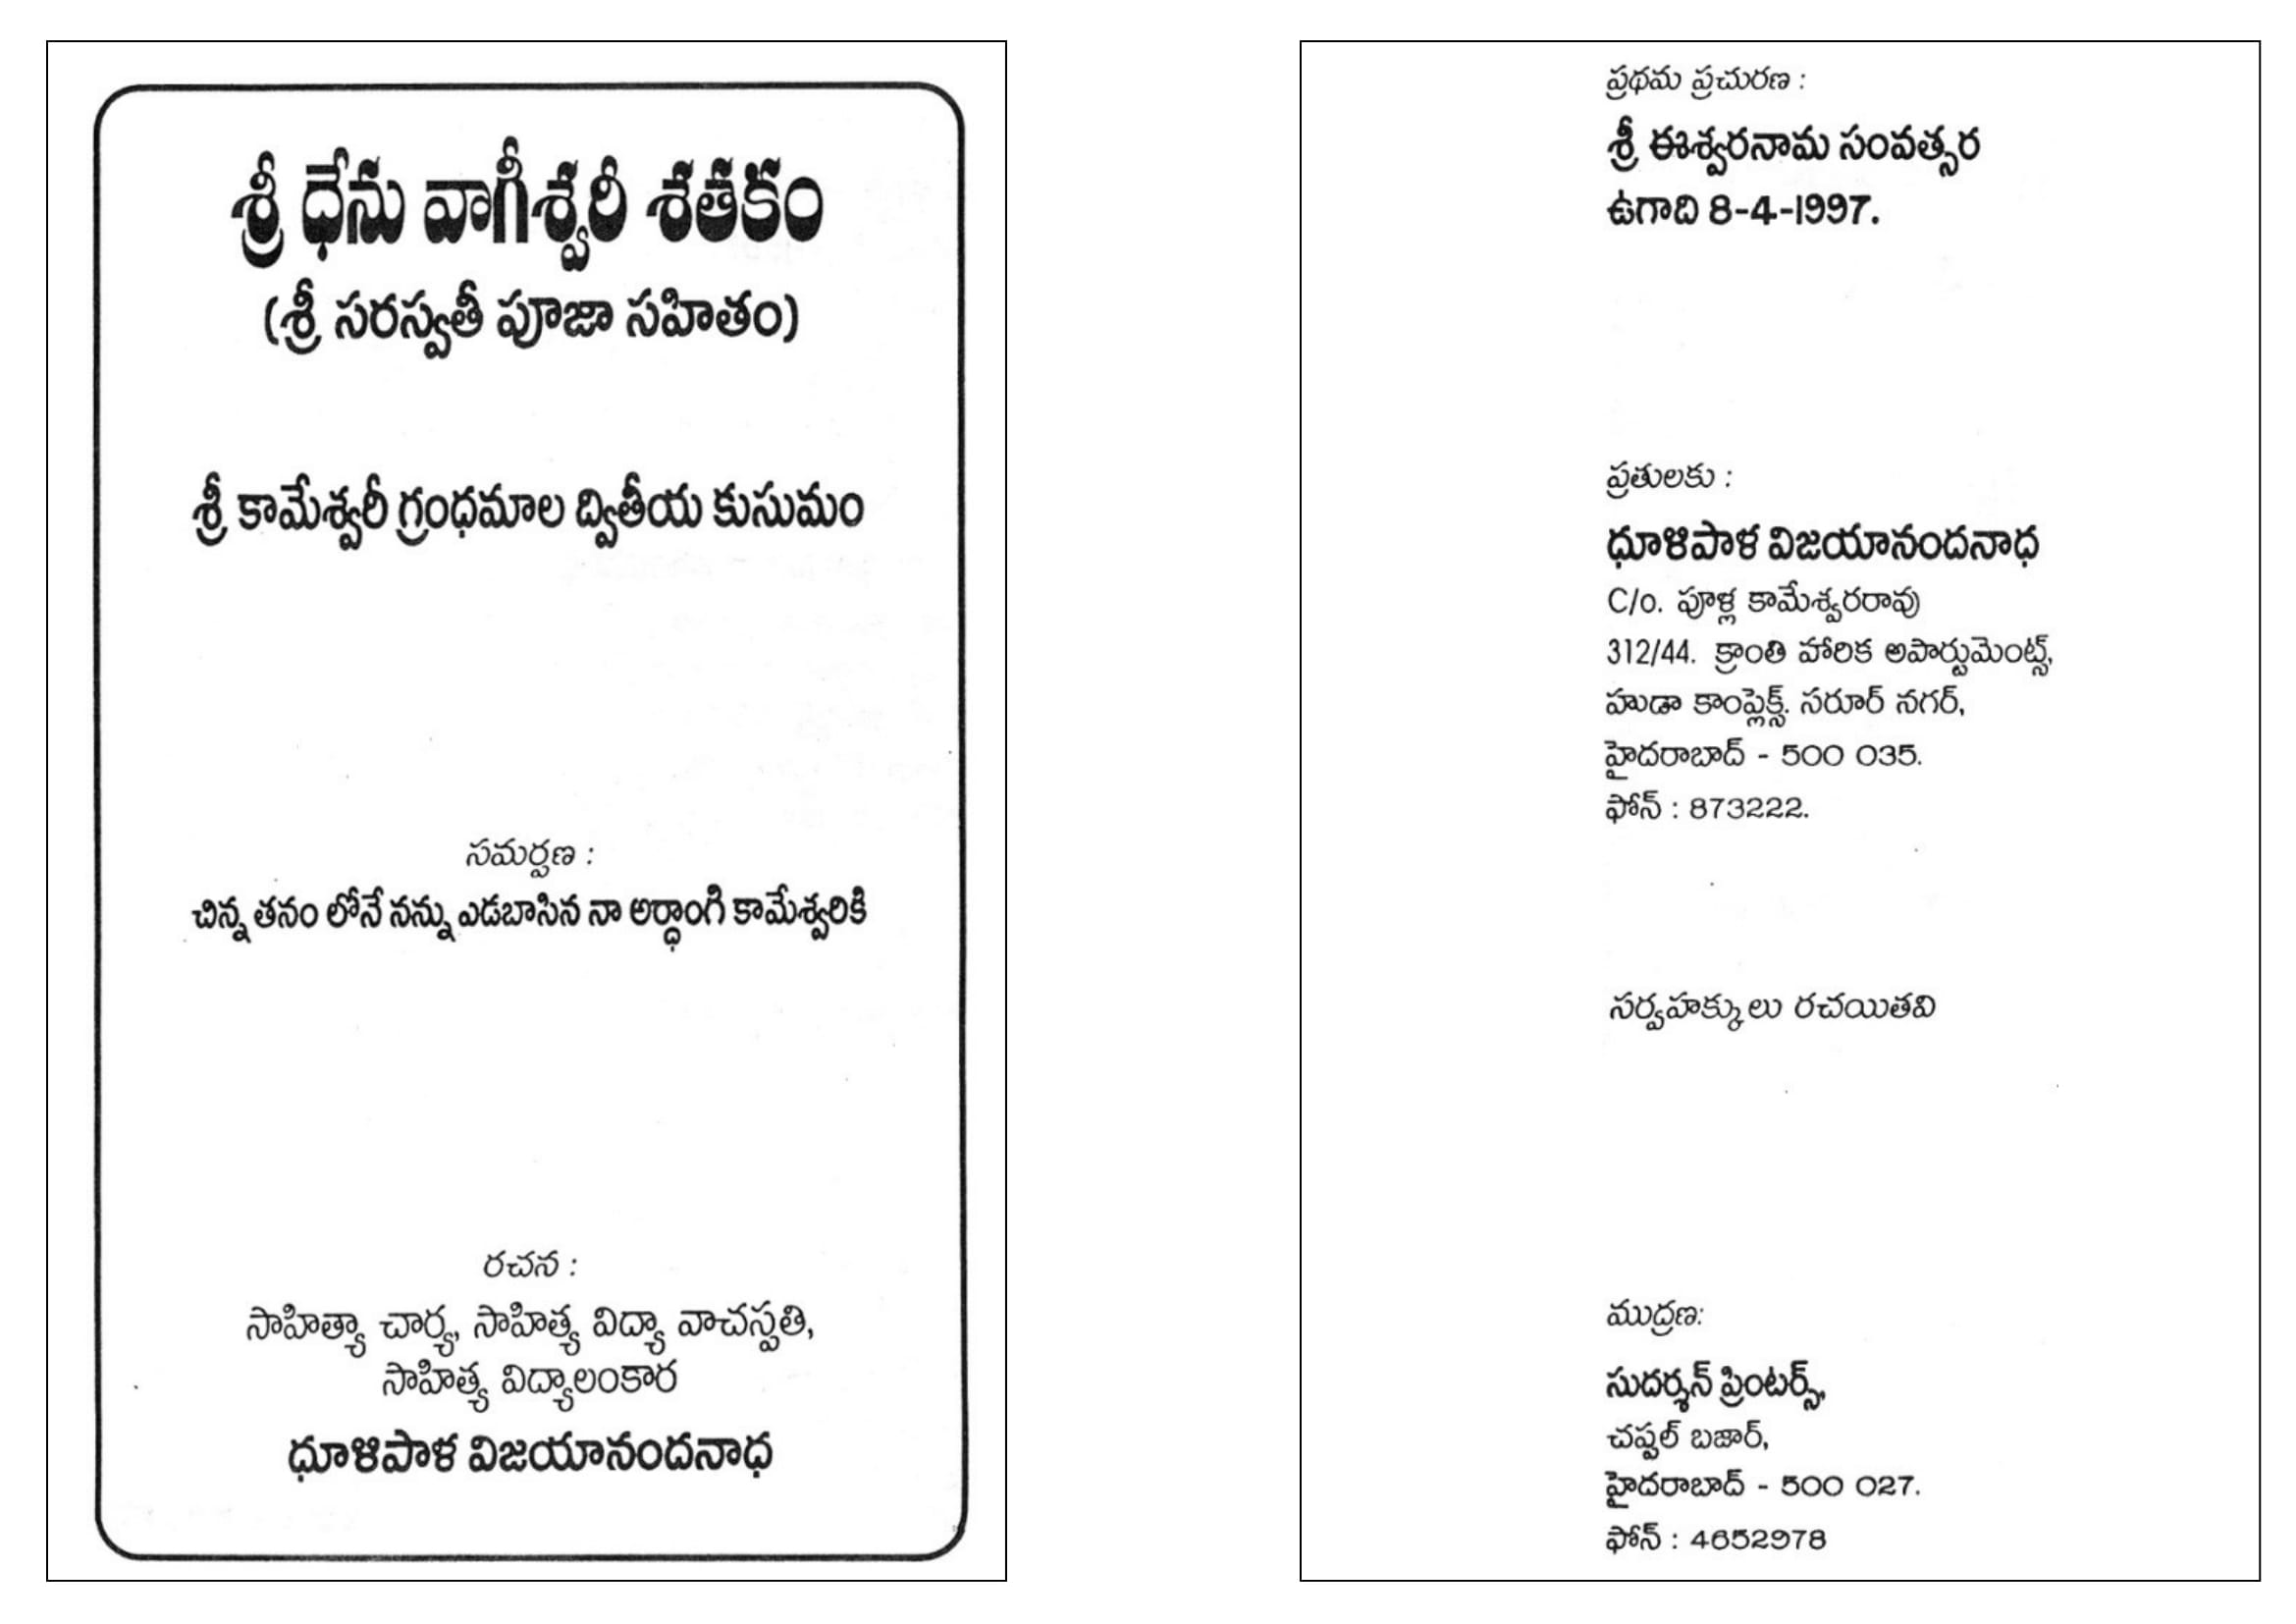 శ్రీ ధేను వాగీశ్వరీ శతకం
(శ్రీ సరస్వతీ పూజా సహితం)
శ్రీ కామేశ్వరీ గ్రంధమాల ద్వితీయ కుసుమం
సమర్పణ :
చిన్న తనం లోనే నన్ను ఎడబాసిన నా అర్ధాంగి కామేశ్వరికి
రచన :
సాహిత్యా చార్య, సాహిత్య విద్యా వాచస్పతి,
సాహిత్య విద్యాలంకార
ధూళిపాళ విజయానందనాధ
ప్రథమ ప్రచురణ :
శ్రీ ఈశ్వరనామ సంవత్సర
ఉగాది 8-4-1997.
ప్రతులకు :
ధూళిపాళ విజయానందనాధ
C/o. పూళ్ల కామేశ్వరరావు
312/44. క్రాంతి హారిక అపార్టుమెంట్స్,
హుడా కాంప్లెక్స్. సరూర్ నగర్,
హైదరాబాద్ - 500 035.
ఫోన్ : 873222.
సర్వహక్కులు రచయితవి
ముద్రణ:
సుదర్శన్ ప్రింటర్స్,
చప్పల్ బజార్,
హైదరాబాద్ - 500 027.
ఫోన్ : 4652978